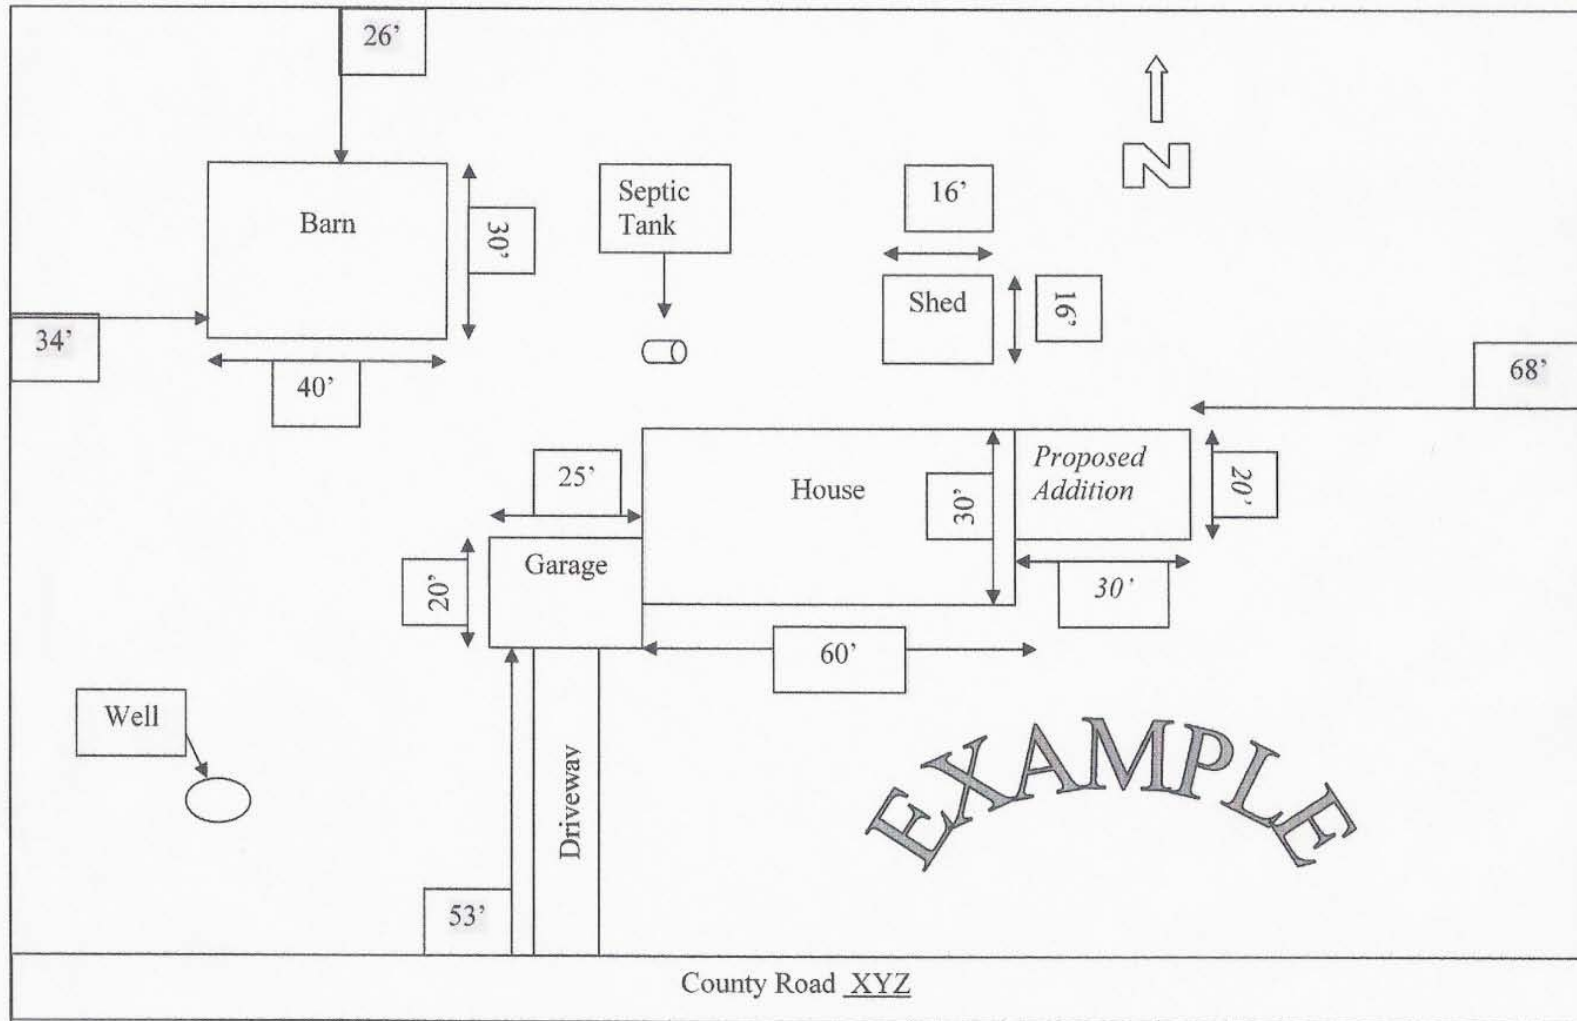 26’
N
Septic
Tank
16’
Barn
30’
Shed
16’
34’
68’
40’
25’
House
30’
Proposed
Addition
20’
Garage
20’
30’
60’
Well
EXAMPLE
Driveway
53’
County Road XYZ